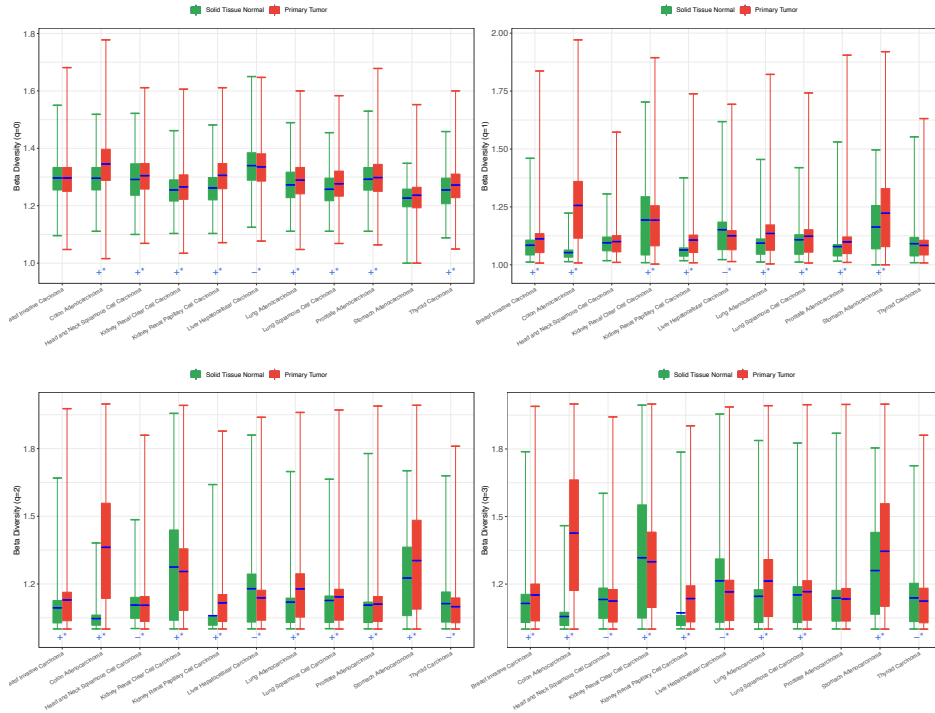 Solid Tissue Normal Primary Tumor
Beta Diversity (q=0)
1.8
1.6
1.4
1.2
1.0
+* +* +* +* −* +* +* +* +* +*
Invasive Carcinoma
Colon Adenocarcinoma
Head and Neck Squamous Cell Carcinoma
Kidney Renal Clear Cell Carcinoma
Kidney Renal Papillary Cell Carcinoma
Liver Hepatocellular Carcinoma
Lung Adenocarcinoma
Lung Squamous Cell Carcinoma
Prostate Adenocarcinoma
Stomach Adenocarcinoma
Thyroid Carcinoma
Solid Tissue Normal Primary Tumor
Beta Diversity (q=1)
2.00
1.75
1.50
1.25
1.00
+* +* +* +* +* −* +* +* +* +*
Breast Invasive Carcinoma
Colon Adenocarcinoma
Head and Neck Squamous Cell Carcinoma
Kidney Renal Clear Cell Carcinoma
Kidney Renal Papillary Cell Carcinoma
Liver Hepatocellular Carcinoma
Lung Adenocarcinoma
Lung Squamous Cell Carcinoma
Prostate Adenocarcinoma
Stomach Adenocarcinoma
Thyroid Carcinoma
Solid Tissue Normal Primary Tumor
Beta Diversity (q=2)
1.8
1.5
1.2
+* +* −* +* +* −* +* +* +* +* −*
Invasive Carcinoma
Colon Adenocarcinoma
Head and Neck Squamous Cell Carcinoma
Kidney Renal Clear Cell Carcinoma
Kidney Renal Papillary Cell Carcinoma
Liver Hepatocellular Carcinoma
Lung Adenocarcinoma
Lung Squamous Cell Carcinoma
Prostate Adenocarcinoma
Stomach Adenocarcinoma
Thyroid Carcinoma
Solid Tissue Normal Primary Tumor
Beta Diversity (q=3)
1.8
1.5
1.2
+* +* −* +* +* −* +* +* +* −*
Breast Invasive Carcinoma
Colon Adenocarcinoma
Head and Neck Squamous Cell Carcinoma
Kidney Renal Clear Cell Carcinoma
Kidney Renal Papillary Cell Carcinoma
Liver Hepatocellular Carcinoma
Lung Adenocarcinoma
Lung Squamous Cell Carcinoma
Prostate Adenocarcinoma
Stomach Adenocarcinoma
Thyroid Carcinoma